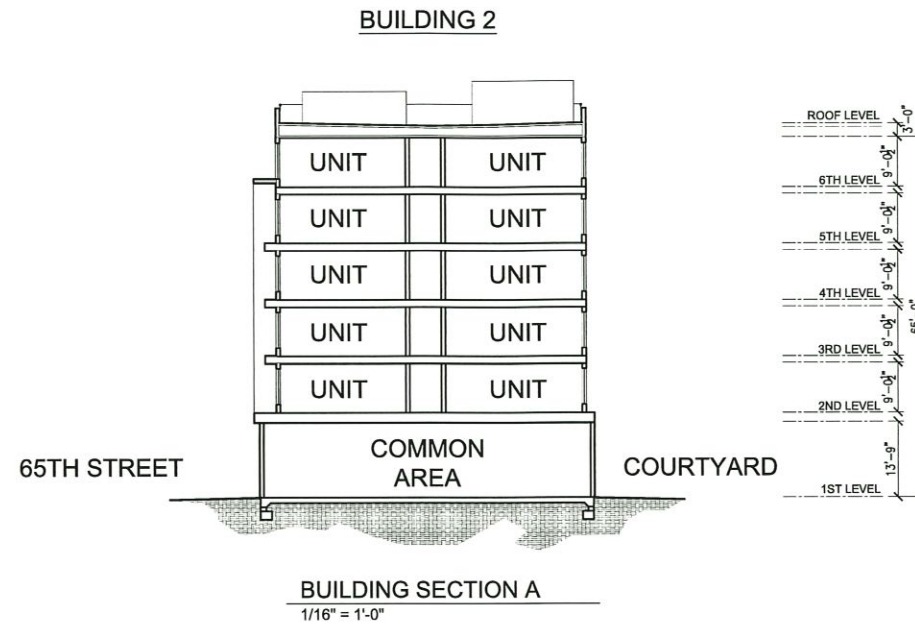 BUILDING 2
ROOF LEVEL
3'-0"
UNIT UNIT
9'-0½"
6TH LEVEL
UNIT UNIT
9'-0½"
5TH LEVEL
UNIT UNIT
9'-0½"
4TH LEVEL
UNIT UNIT
9'-0½"
3RD LEVEL
UNIT UNIT
9'-0½"
2ND LEVEL
65TH STREET
COMMON
AREA
COURTYARD
13'-9"
1ST LEVEL
BUILDING SECTION A
1/16" = 1'-0"